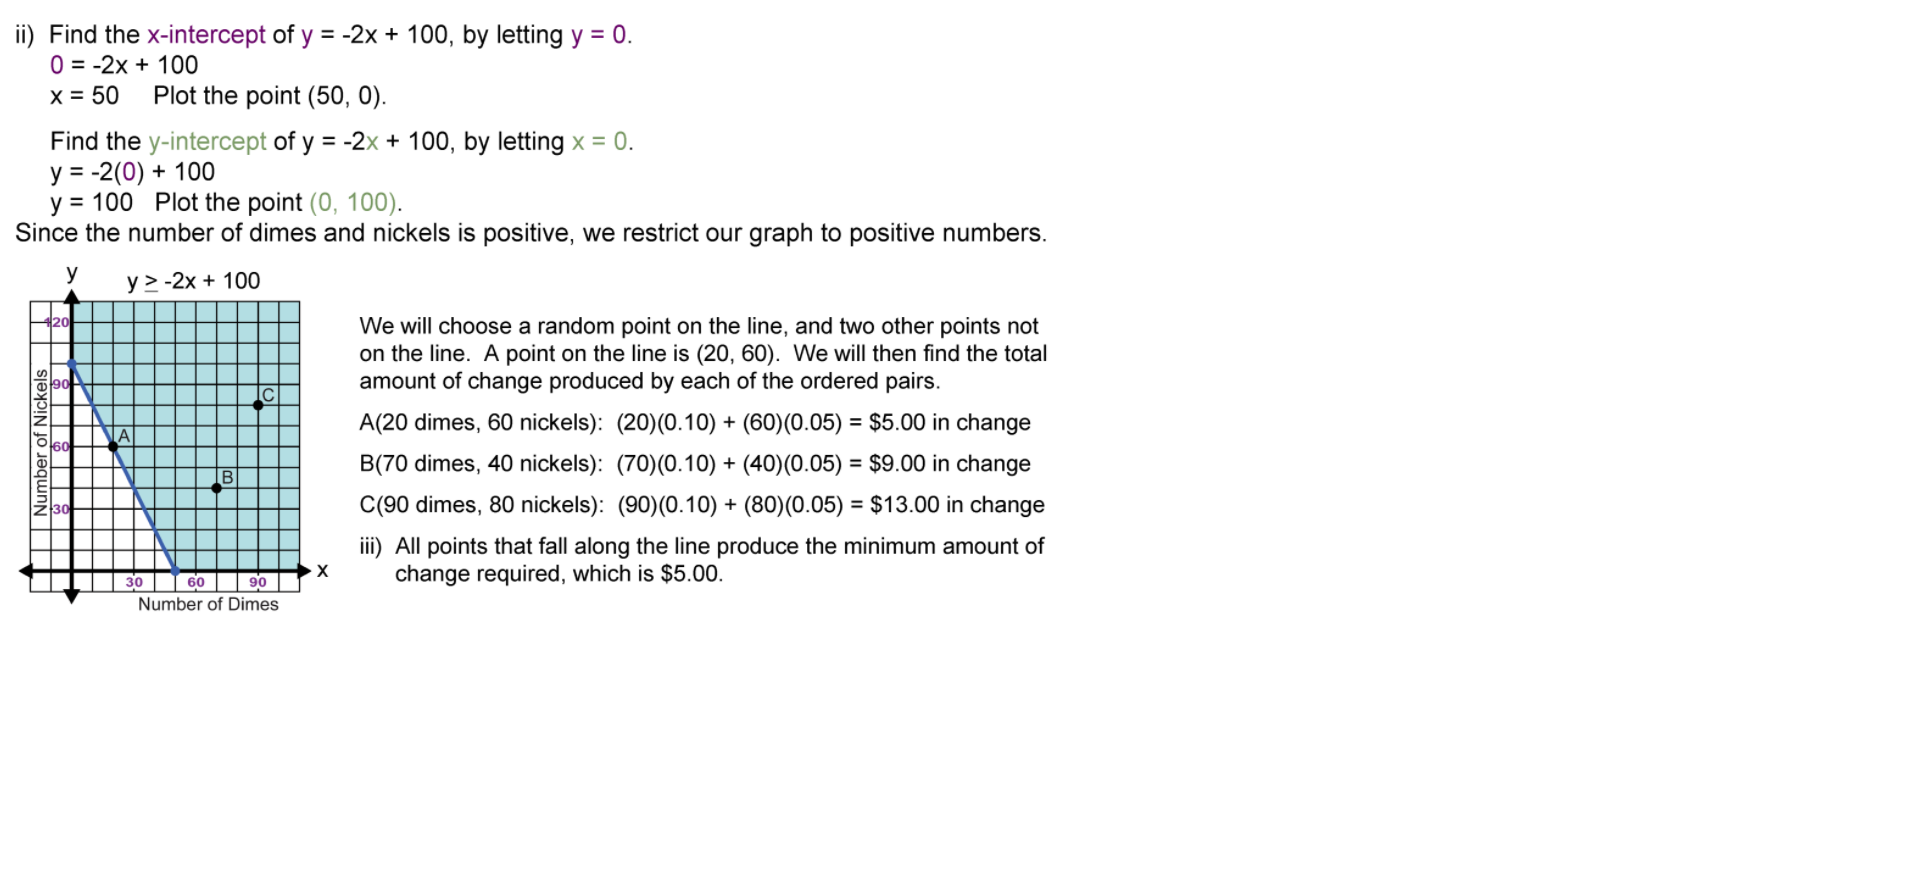 ii) Find the x-intercept of y = -2x + 100, by letting y = 0.
0 = -2x + 100
x = 50 Plot the point (50, 0).
Find the y-intercept of y = -2x + 100, by letting x = 0.
y = -2(0) + 100
y = 100 Plot the point (0, 100).
Since the number of dimes and nickels is positive, we restrict our graph to positive numbers.
y
y ≥ -2x + 100
120
90
60
30
Number of Nickels
A
B
C
x
30 60 90
Number of Dimes
We will choose a random point on the line, and two other points not
on the line. A point on the line is (20, 60). We will then find the total
amount of change produced by each of the ordered pairs.
A(20 dimes, 60 nickels): (20)(0.10) + (60)(0.05) = $5.00 in change
B(70 dimes, 40 nickels): (70)(0.10) + (40)(0.05) = $9.00 in change
C(90 dimes, 80 nickels): (90)(0.10) + (80)(0.05) = $13.00 in change
iii) All points that fall along the line produce the minimum amount of
change required, which is $5.00.